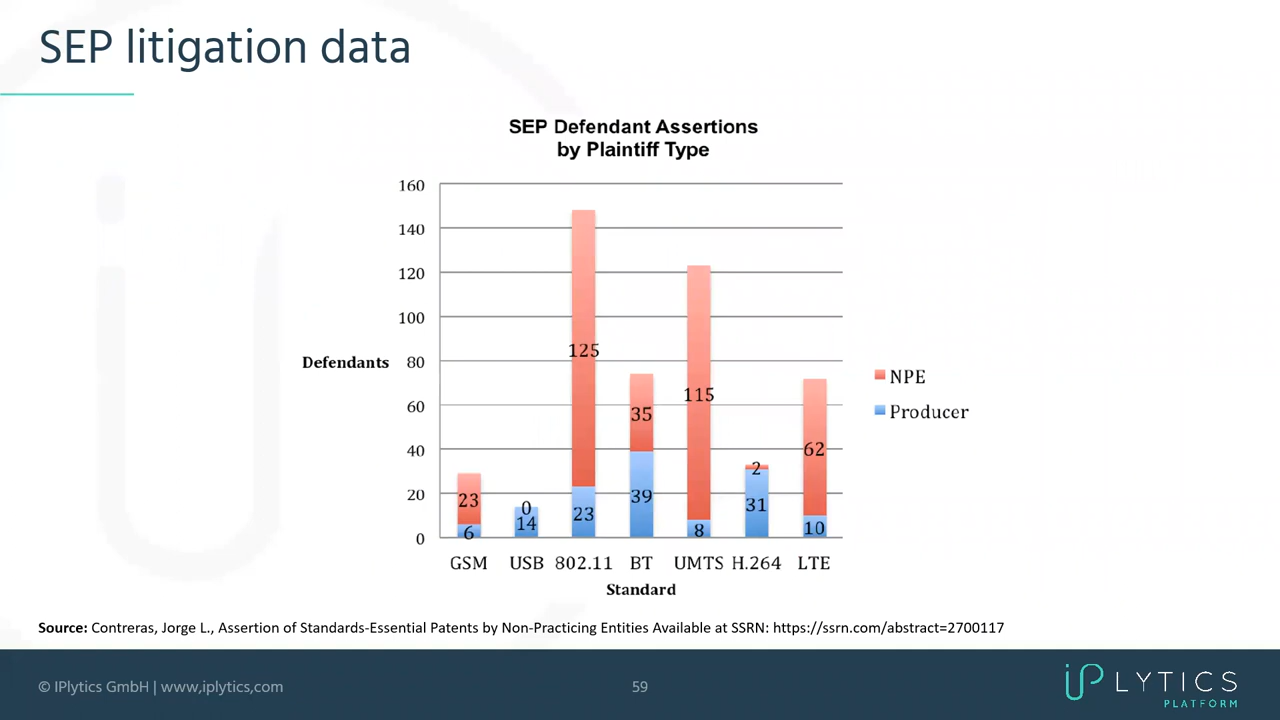 SEP litigation data
SEP Defendant Assertions
by Plaintiff Type
160
140
120
100
80
60
40
20
0
Defendants
23
6
0
14
125
23
35
39
115
8
2
31
62
10
GSM USB 802.11 BT UMTS H.264 LTE
Standard
NPE
Producer
Source: Contreras, Jorge L., Assertion of Standards-Essential Patents by Non-Practicing Entities Available at SSRN: https://ssrn.com/abstract=2700117
© IPlytics GmbH | www,iplytics,com
59
iPLYTICS
PLATFORM